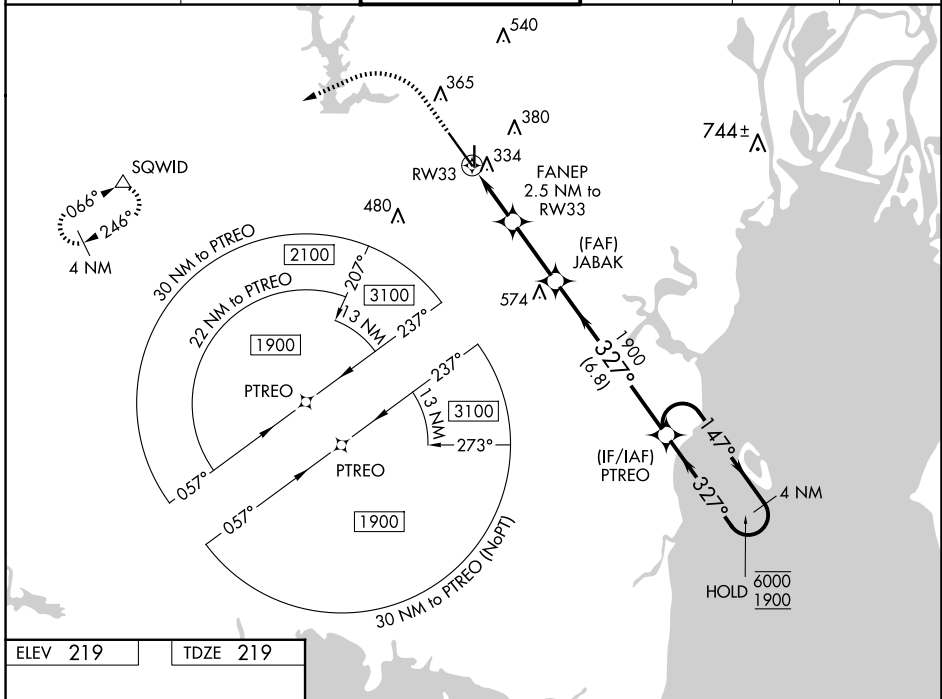 540
365
380
744±
334
RW33
FANEP
2.5 NM to
RW33
SQWID
066°
246°
4 NM
480
(FAF)
JABAK
574
30 NM to PTREO
2100
207°
3100
22 NM to PTREO
13 NM
237°
1900
PTREO
057°
1900
327°
(6.8)
237°
13 NM
3100
273°
PTREO
057°
1900
30 NM to PTREO (NoPT)
(IF/IAF)
PTREO
147°
327°
4 NM
HOLD 6000
1900
ELEV 219
TDZE 219